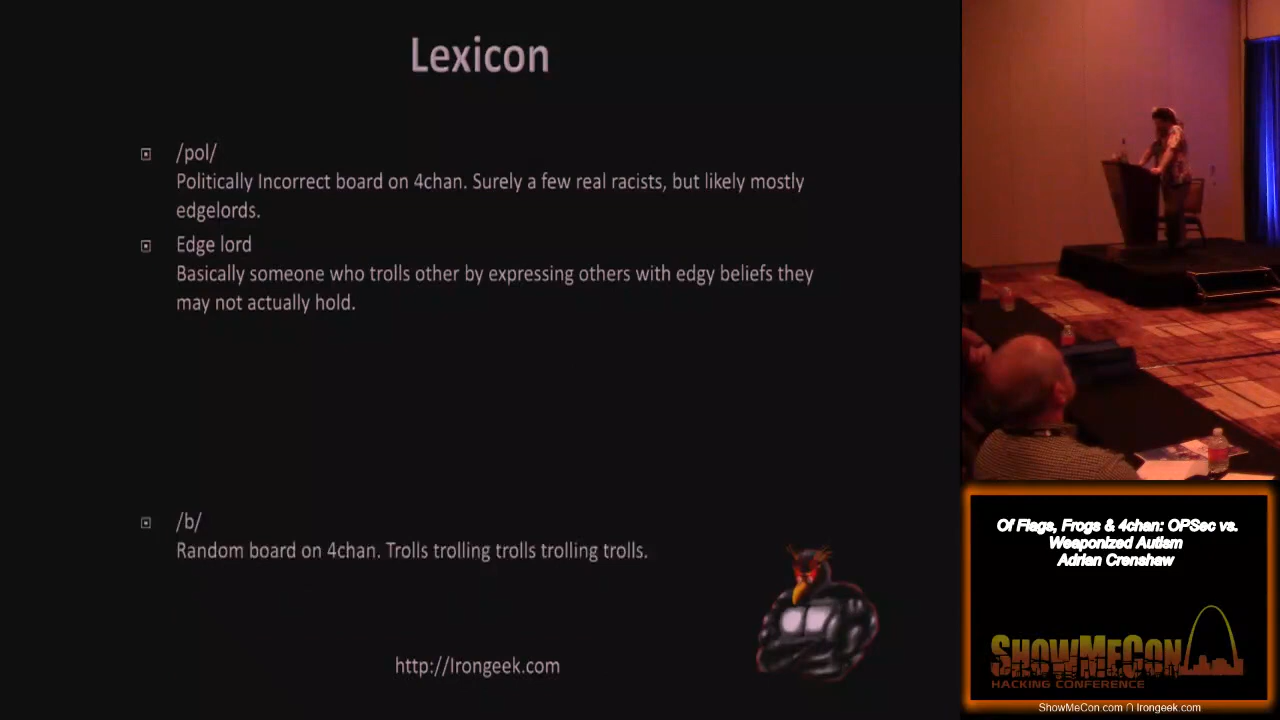 Lexicon
/pol/
Politically Incorrect board on 4chan. Surely a few real racists, but likely mostly
edgelords.
Edge lord
Basically someone who trolls other by expressing others with edgy beliefs they
may not actually hold.
/b/
Random board on 4chan. Trolls trolling trolls trolling trolls.
http://Irongeek.com
Of Flags, Frogs & 4chan: OPSec vs.
Weaponized Autism
Adrian Crenshaw
SHOWMECON
HACKING CONFERENCE
ShowMeCon.com ∩ Irongeek.com